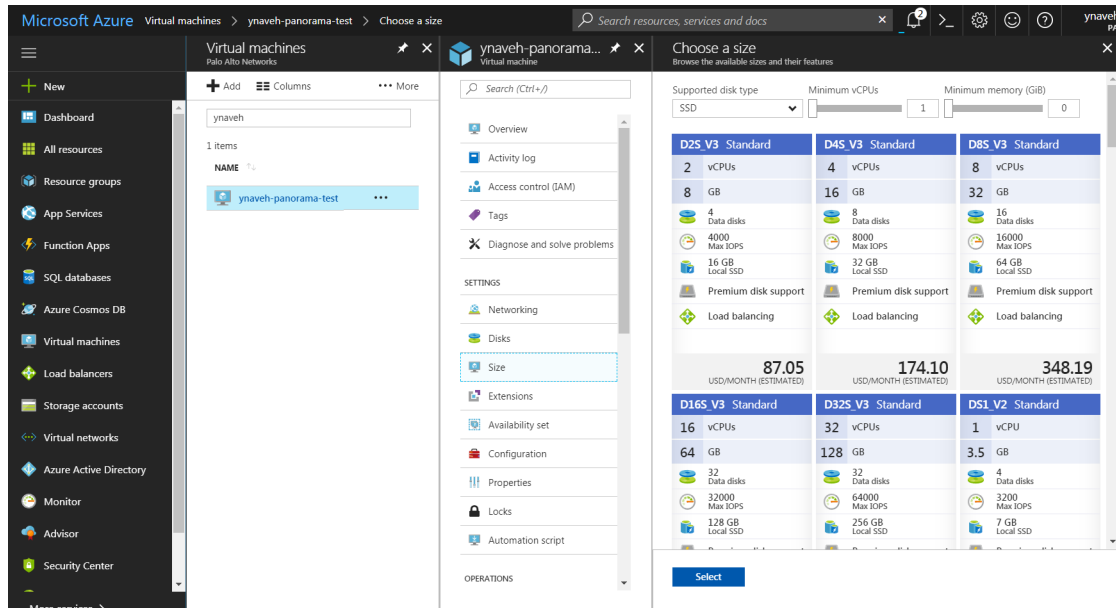 Microsoft Azure Virtual machines > ynaveh-panorama-test > Choose a size
Search resources, services and docs
×
2
>_
?
ynaveh
New
Dashboard
All resources
Resource groups
App Services
Function Apps
SQL databases
Azure Cosmos DB
Virtual machines
Load balancers
Storage accounts
Virtual networks
Azure Active Directory
Monitor
Advisor
Security Center
More services >
Virtual machines
Palo Alto Networks
Add
Columns
••• More
ynaveh
1 items
NAME
ynaveh-panorama-test •••
ynaveh-panorama...
Virtual machine
Search (Ctrl+/)
Overview
Activity log
Access control (IAM)
Tags
Diagnose and solve problems
SETTINGS
Networking
Disks
Size
Extensions
Availability set
Configuration
Properties
Locks
Automation script
OPERATIONS
Choose a size
Browse the available sizes and their features
Supported disk type
SSD
Minimum vCPUs
1
Minimum memory (GiB)
0
D2S_V3 Standard
2 vCPUs
8 GB
4
Data disks
4000
Max IOPS
16 GB
Local SSD
Premium disk support
Load balancing
87.05
USD/MONTH (ESTIMATED)
D4S_V3 Standard
4 vCPUs
16 GB
8
Data disks
8000
Max IOPS
32 GB
Local SSD
Premium disk support
Load balancing
174.10
USD/MONTH (ESTIMATED)
D8S_V3 Standard
8 vCPUs
32 GB
16
Data disks
16000
Max IOPS
64 GB
Local SSD
Premium disk support
Load balancing
348.19
USD/MONTH (ESTIMATED)
D16S_V3 Standard
16 vCPUs
64 GB
32
Data disks
32000
Max IOPS
128 GB
Local SSD
D32S_V3 Standard
32 vCPUs
128 GB
32
Data disks
64000
Max IOPS
256 GB
Local SSD
DS1_V2 Standard
1 vCPU
3.5 GB
4
Data disks
3200
Max IOPS
7 GB
Local SSD
Select